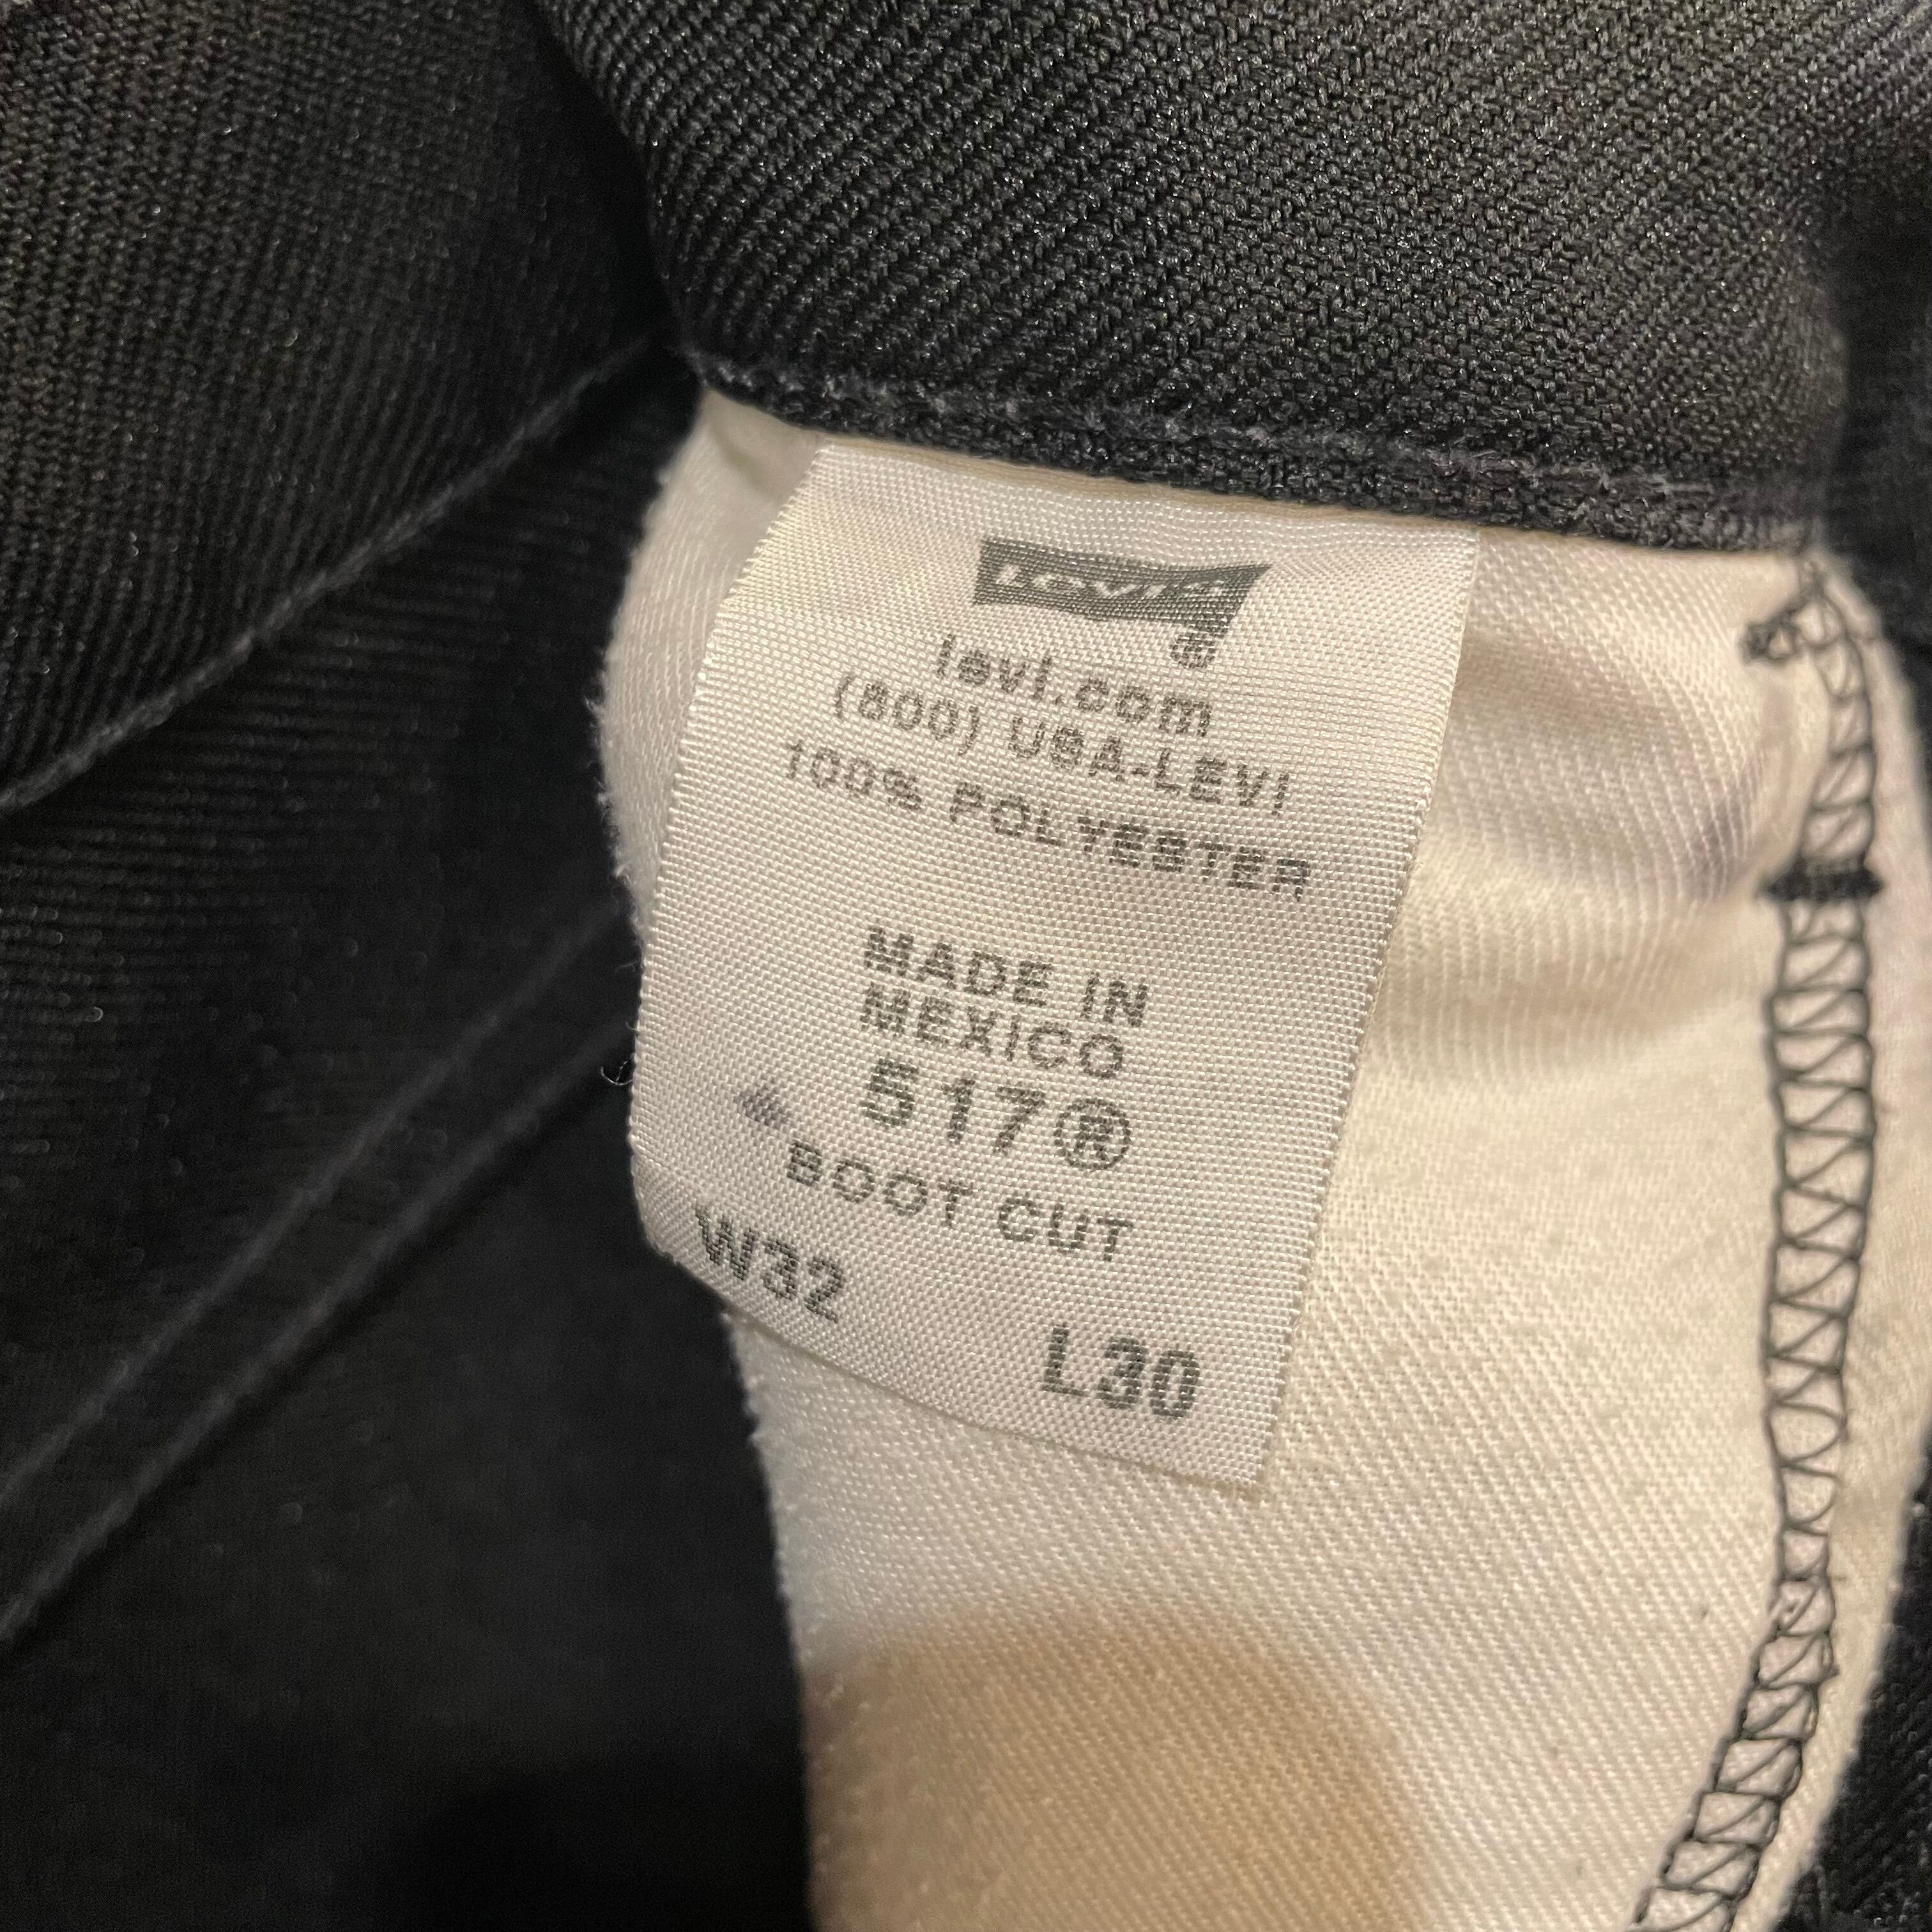 Levi's
levi.com
(800) USA-LEVI
100% POLYESTER
MADE IN
MEXICO
517®
BOOT CUT
W32
L30